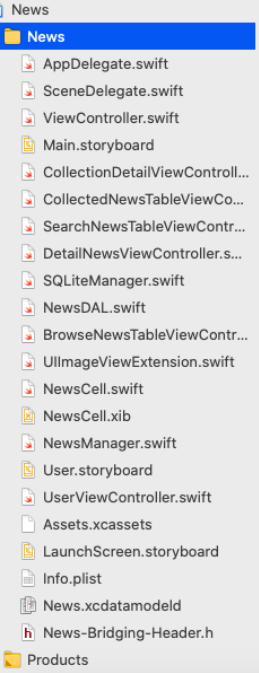 News
News
AppDelegate.swift
SceneDelegate.swift
ViewController.swift
Main.storyboard
CollectionDetailViewControll...
CollectedNewsTableViewCo...
SearchNewsTableViewContr...
DetailNewsViewController.s...
SQLiteManager.swift
NewsDAL.swift
BrowseNewsTableViewContr...
UIImageViewExtension.swift
NewsCell.swift
NewsCell.xib
NewsManager.swift
User.storyboard
UserViewController.swift
Assets.xcassets
LaunchScreen.storyboard
Info.plist
News.xcdatamodeld
h News-Bridging-Header.h
Products